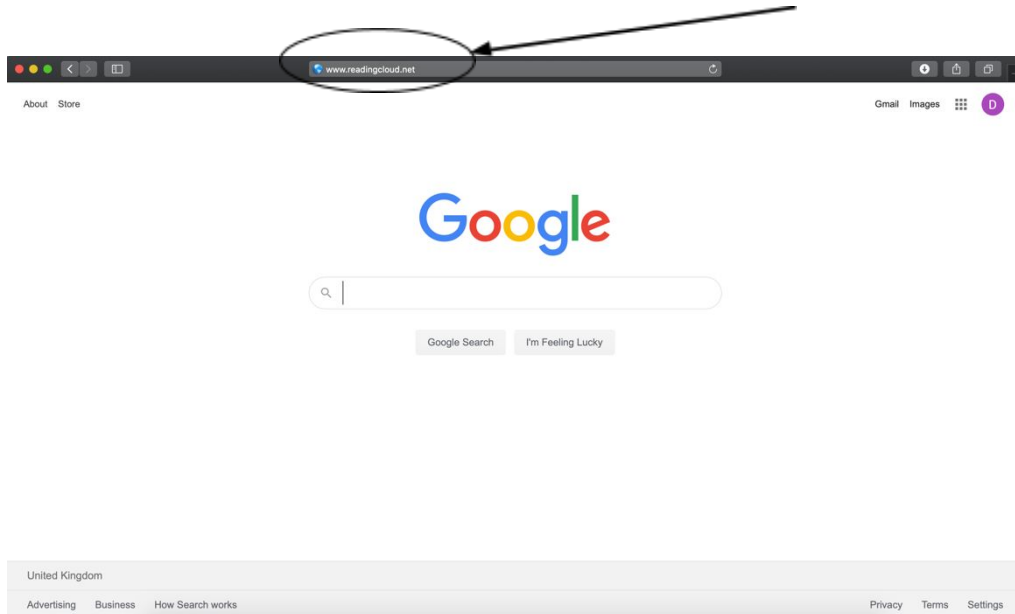 www.readingcloud.net
About Store
Gmail Images D
Google
Google Search I'm Feeling Lucky
United Kingdom
Advertising Business How Search works
Privacy Terms Settings